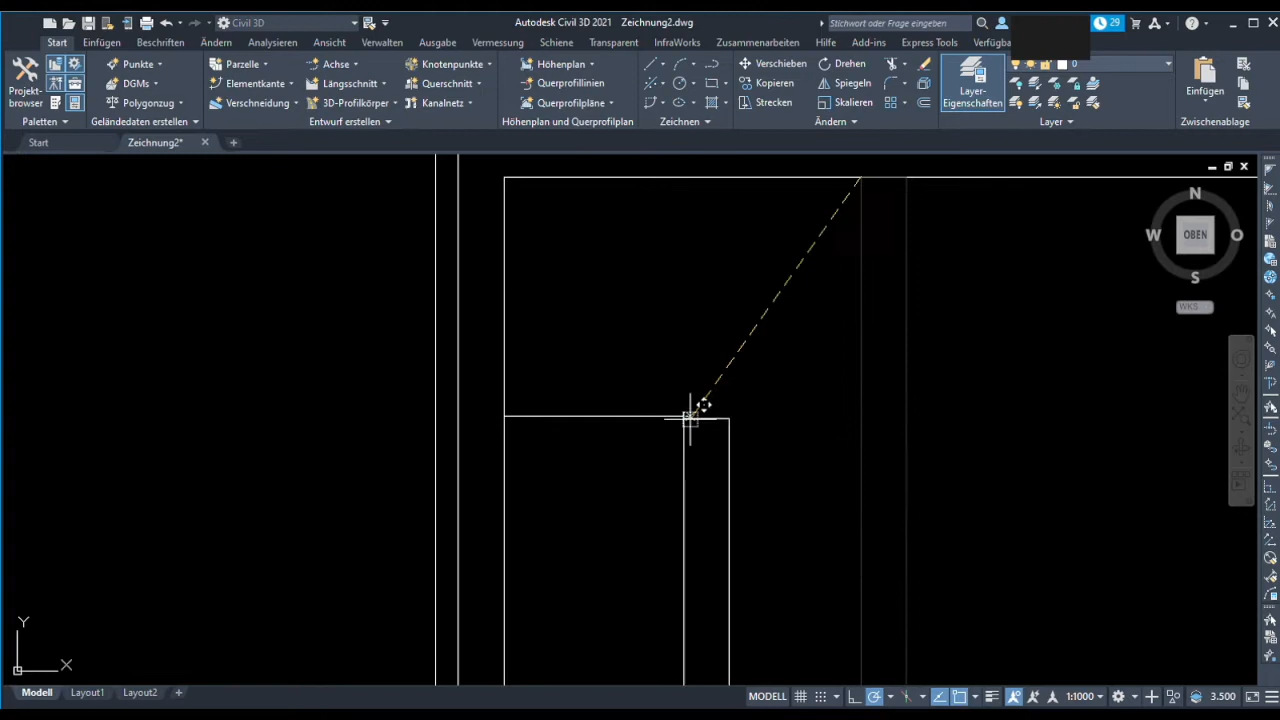 Civil 3D
Autodesk Civil 3D 2021 Zeichnung2.dwg
Stichwort oder Frage eingeben
29
Start Einfügen Beschriften Ändern Analysieren Ansicht Verwalten Ausgabe Vermessung Schiene Transparent InfraWorks Zusammenarbeiten Hilfe Add-ins Express Tools Verfügba
Projekt-
browser
Punkte
DGMs
Polygonzug
Parzelle
Elementkante
Verschneidung
Achse
Längsschnitt
3D-Profilkörper
Knotenpunkte
Querschnitt
Kanalnetz
Höhenplan
Querprofillinien
Querprofilpläne
Verschieben
Kopieren
Strecken
Drehen
Spiegeln
Skalieren
Layer-
Eigenschaften
0
Einfügen
Paletten
Geländedaten erstellen
Entwurf erstellen
Höhenplan und Querprofilplan
Zeichnen
Ändern
Layer
Zwischenablage
Start
Zeichnung2*
N
W
OBEN
O
S
WKS
Y
X
Modell Layout1 Layout2
MODELL
1:1000
3.500